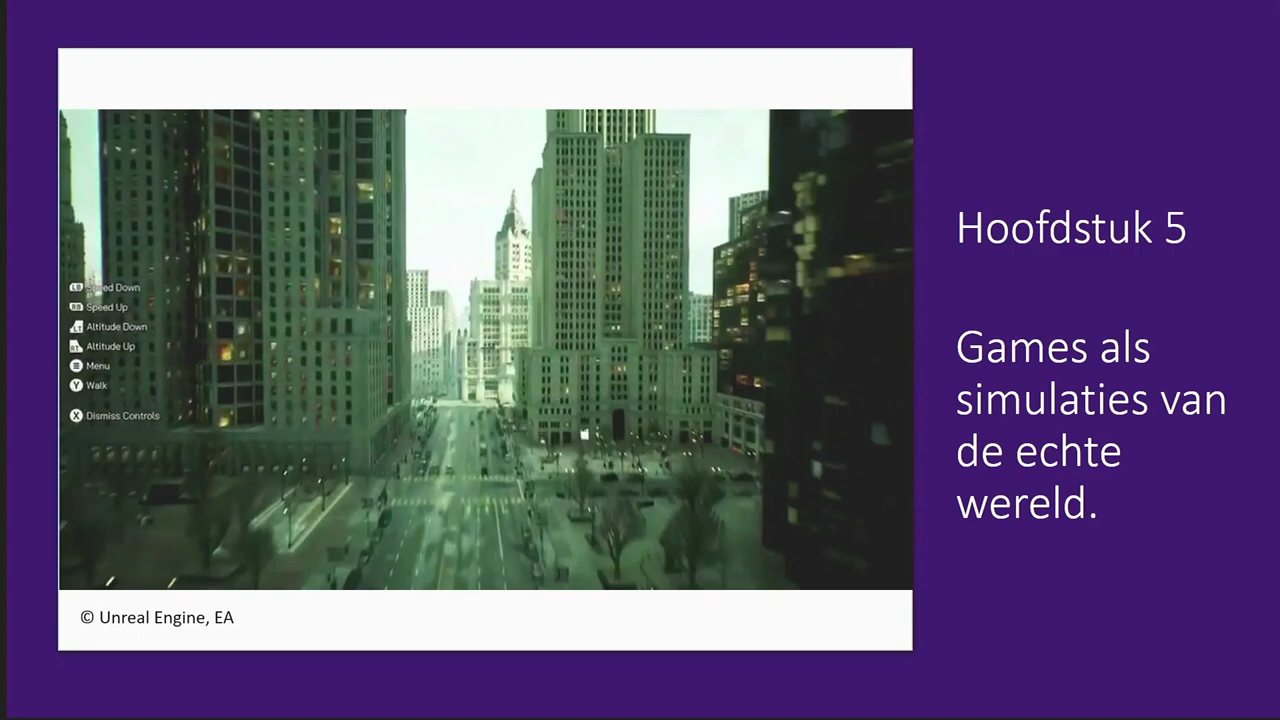 Speed Down
Speed Up
Altitude Down
Altitude Up
Menu
Y Walk
X Dismiss Controls
© Unreal Engine, EA
Hoofdstuk 5
Games als
simulaties van
de echte
wereld.